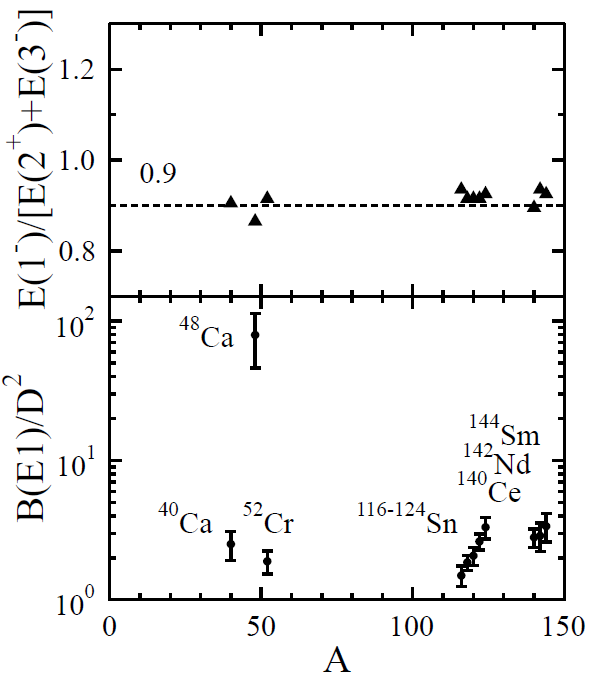 E(1⁻)/[E(2⁺)+E(3⁻)]
1.2
1.0
0.9
0.8
B(E1)/D²
10²
⁴⁸Ca
¹⁴⁴Sm
¹⁴²Nd
10¹
¹⁴⁰Ce
⁴⁰Ca
⁵²Cr
¹¹⁶⁻¹²⁴Sn
10⁰
0
50
100
150
A